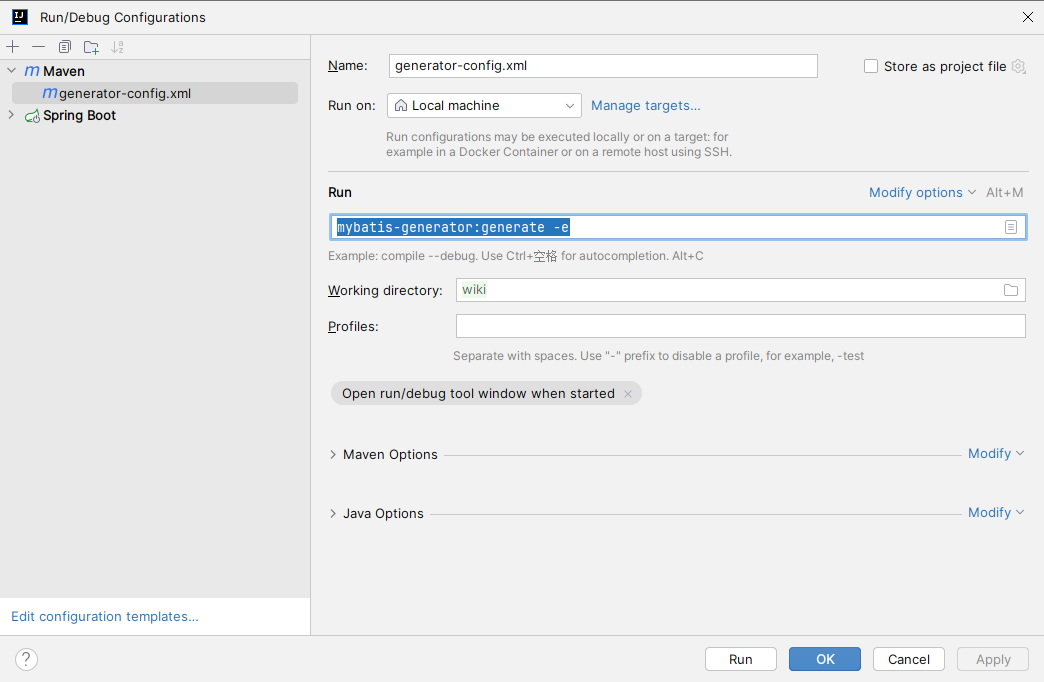 Run/Debug Configurations
Maven
generator-config.xml
Spring Boot
Edit configuration templates...
Name: generator-config.xml Store as project file
Run on: Local machine Manage targets...
Run configurations may be executed locally or on a target: for
example in a Docker Container or on a remote host using SSH.
Run Modify options Alt+M
mybatis-generator:generate -e
Example: compile --debug. Use Ctrl+空格 for autocompletion. Alt+C
Working directory: wiki
Profiles:
Separate with spaces. Use "-" prefix to disable a profile, for example, -test
Open run/debug tool window when started
Maven Options Modify
Java Options Modify
? Run OK Cancel Apply